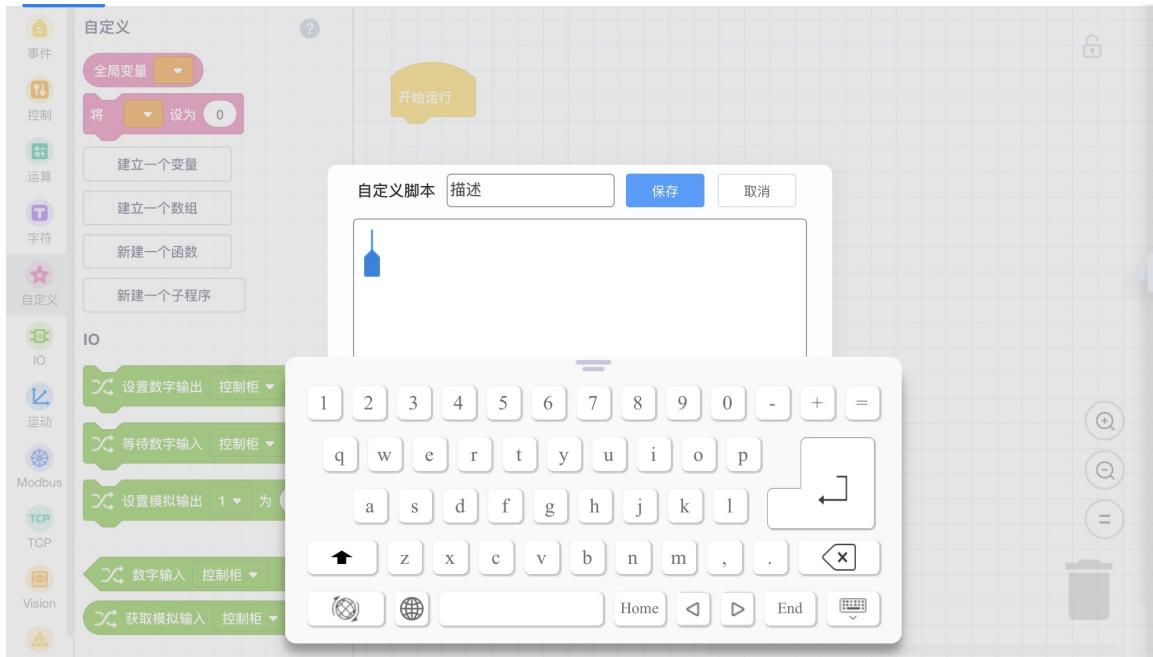 事件
控制
运算
字符
自定义
IO
运动
Modbus
TCP
TCP
Vision
自定义
?
全局变量
将 设为 0
建立一个变量
建立一个数组
新建一个函数
新建一个子程序
IO
设置数字输出 控制柜
等待数字输入 控制柜
设置模拟输出 1 为
数字输入 控制柜
获取模拟输入 控制柜
开始运行
自定义脚本 描述 保存 取消
1 2 3 4 5 6 7 8 9 0 - + =
q w e r t y u i o p
a s d f g h j k l
z x c v b n m , .
Home End